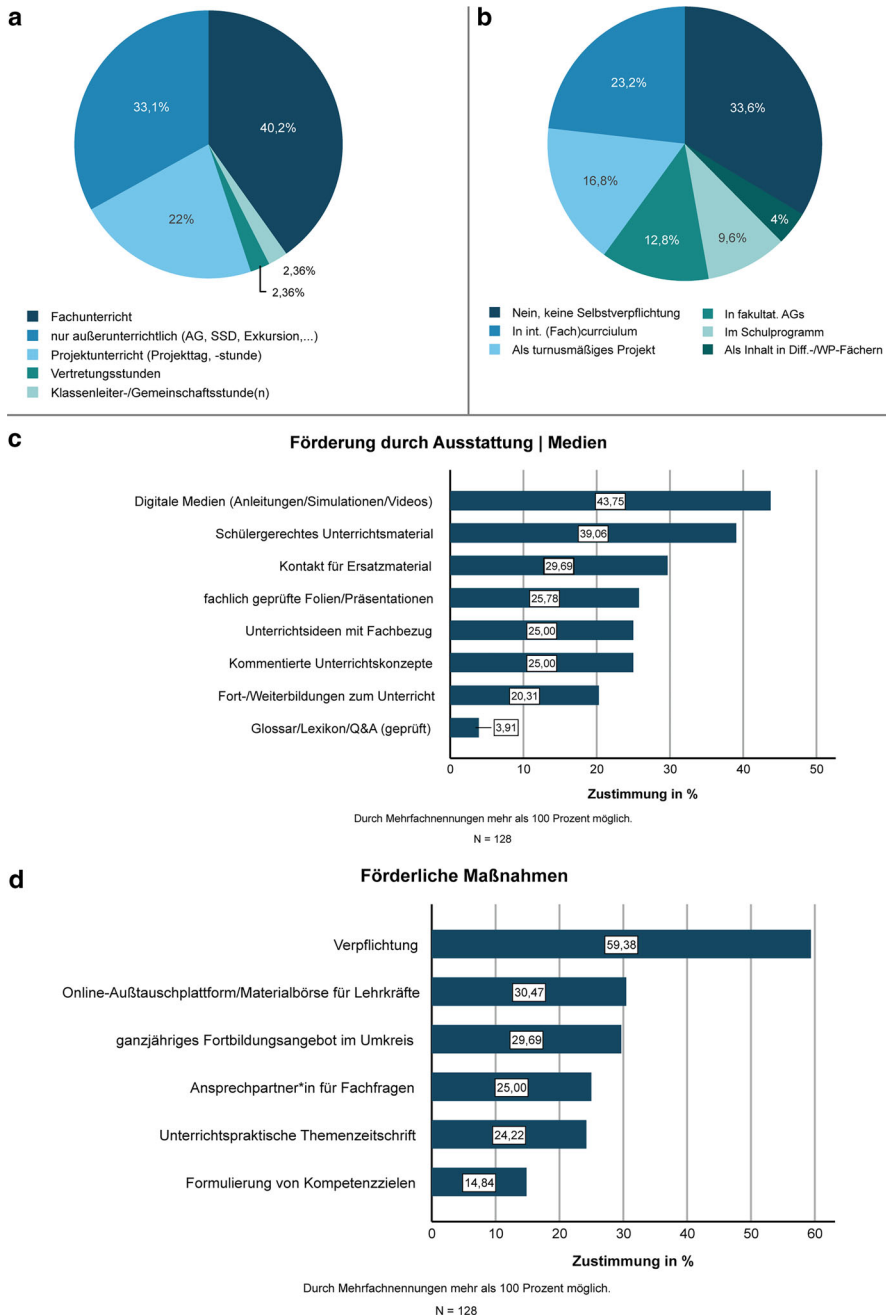 a
33,1%
40,2%
22%
2,36%
2,36%
Fachunterricht
nur außerunterrichtlich (AG, SSD, Exkursion,...)
Projektunterricht (Projekttag, -stunde)
Vertretungsstunden
Klassenleiter-/Gemeinschaftsstunde(n)
b
23,2%
33,6%
16,8%
4%
12,8%
9,6%
Nein, keine Selbstverpflichtung
In int. (Fach)currciulum
Als turnusmäßiges Projekt
In fakultat. AGs
Im Schulprogramm
Als Inhalt in Diff.-/WP-Fächern
c
Förderung durch Ausstattung | Medien
Digitale Medien (Anleitungen/Simulationen/Videos) 43,75
Schülergerechtes Unterrichtsmaterial 39,06
Kontakt für Ersatzmaterial 29,69
fachlich geprüfte Folien/Präsentationen 25,78
Unterrichtsideen mit Fachbezug 25,00
Kommentierte Unterrichtskonzepte 25,00
Fort-/Weiterbildungen zum Unterricht 20,31
Glossar/Lexikon/Q&A (geprüft) 3,91
0 10 20 30 40 50
Zustimmung in %
Durch Mehrfachnennungen mehr als 100 Prozent möglich.
N = 128
d
Förderliche Maßnahmen
Verpflichtung 59,38
Online-Außtauschplattform/Materialbörse für Lehrkräfte 30,47
ganzjähriges Fortbildungsangebot im Umkreis 29,69
Ansprechpartner*in für Fachfragen 25,00
Unterrichtspraktische Themenzeitschrift 24,22
Formulierung von Kompetenzzielen 14,84
0 10 20 30 40 50 60
Zustimmung in %
Durch Mehrfachnennungen mehr als 100 Prozent möglich.
N = 128